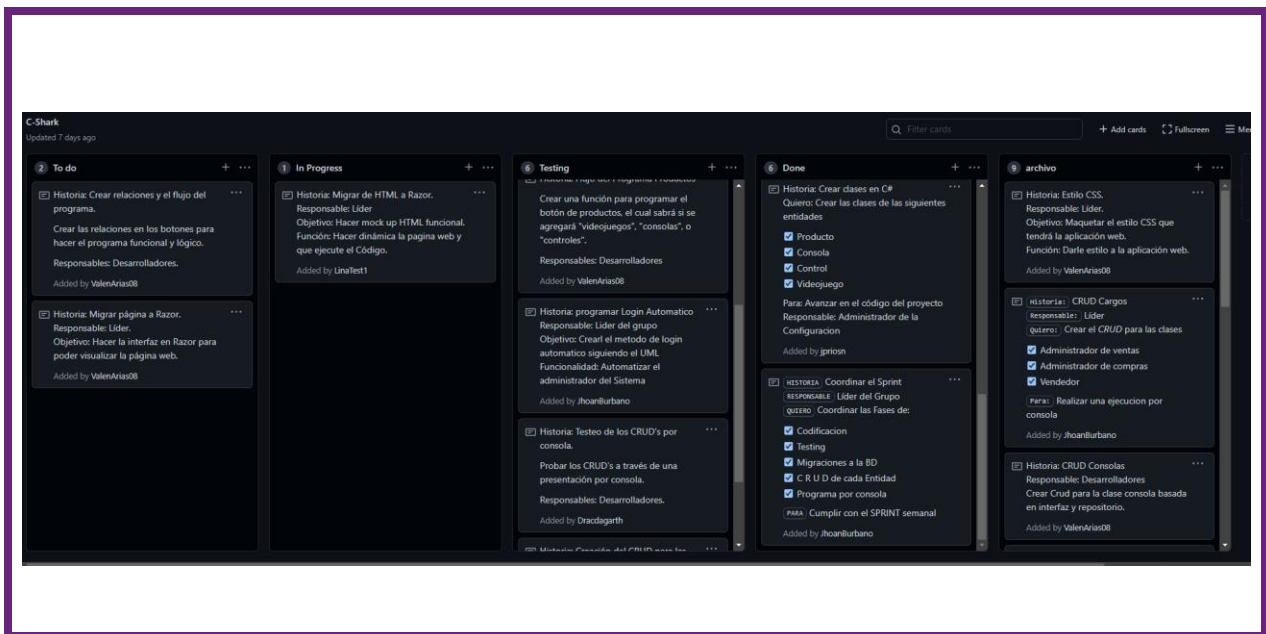 C-Shark
Updated 7 days ago
Filter cards
+ Add cards
Fullscreen
2 To do
Historia: Crear relaciones y el flujo del
programa.
Crear las relaciones en los botones para
hacer el programa funcional y lógico.
Responsables: Desarrolladores.
Added by ValenArias08
Historia: Migrar página a Razor.
Responsable: Líder.
Objetivo: Hacer la interfaz en Razor para
poder visualizar la página web.
Added by ValenArias08
1 In Progress
Historia: Migrar de HTML a Razor.
Responsable: Líder
Objetivo: Hacer mock up HTML funcional.
Función: Hacer dinámica la pagina web y
que ejecute el Código.
Added by LinaTest1
6 Testing
Historia: Flujo del Programa Productos
Crear una función para programar el
botón de productos, el cual sabrá si se
agregará "videojuegos", "consolas", o
"controles".
Responsables: Desarrolladores
Added by ValenArias08
Historia: programar Login Automatico
Responsable: Lider del grupo
Objetivo: Crearl el metodo de login
automatico siguiendo el UML
Funcionalidad: Automatizar el
administrador del Sistema
Added by JhoanBurbano
Historia: Testeo de los CRUD's por
consola.
Probar los CRUD's a través de una
presentación por consola.
Responsables: Desarrolladores.
Added by Dracdagarth
Historia: Creación del CRUD para las
6 Done
Historia: Crear clases en C#
Quiero: Crear las clases de las siguientes
entidades
Producto
Consola
Control
Videojuego
Para: Avanzar en el código del proyecto
Responsable: Administrador de la
Configuracion
Added by jpriosn
HISTORIA Coordinar el Sprint
RESPONSABLE Líder del Grupo
QUIERO Coordinar las Fases de:
Codificacion
Testing
Migraciones a la BD
C R U D de cada Entidad
Programa por consola
PARA Cumplir con el SPRINT semanal
Added by JhoanBurbano
9 archivo
Historia: Estilo CSS.
Responsable: Líder.
Objetivo: Maquetar el estilo CSS que
tendrá la aplicación web.
Función: Darle estilo a la aplicación web.
Added by ValenArias08
Historia: CRUD Cargos
Responsable: Líder
Quiero: Crear el CRUD para las clases
Administrador de ventas
Administrador de compras
Vendedor
Para: Realizar una ejecucion por
consola
Added by JhoanBurbano
Historia: CRUD Consolas
Responsable: Desarrolladores
Crear Crud para la clase consola basada
en interfaz y repositorio.
Added by ValenArias08